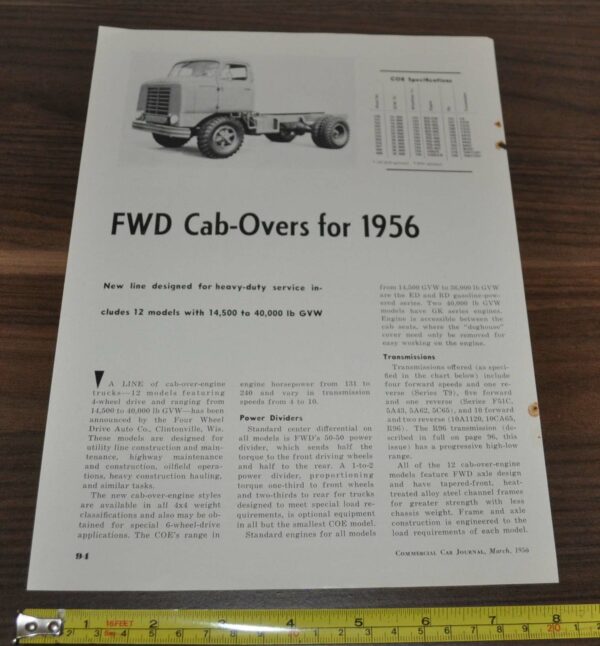 COE Specifications
FWD Cab-Overs for 1956
New line designed for heavy-duty service in-
cludes 12 models with 14,500 to 40,000 lb GVW
A LINE of cab-over-engine
trucks—12 models featuring
4-wheel drive and ranging from
14,500 to 40,000 lb GVW—has been
announced by the Four Wheel
Drive Auto Co., Clintonville, Wis.
These models are designed for
utility line construction and main-
tenance, highway maintenance
and construction, oilfield opera-
tions, heavy construction hauling,
and similar tasks.
The new cab-over-engine styles
are available in all 4x4 weight
classifications and also may be ob-
tained for special 6-wheel-drive
applications. The COE's range in
engine horsepower from 131 to
240 and vary in transmission
speeds from 4 to 10.
Power Dividers
Standard center differential on
all models is FWD's 50-50 power
divider, which sends half the
torque to the front driving wheels
and half to the rear. A 1-to-2
power divider, proportioning
torque one-third to front wheels
and two-thirds to rear for trucks
designed to meet special load re-
quirements, is optional equipment
in all but the smallest COE model.
Standard engines for all models
from 14,500 GVW to 36,000 lb GVW
are the ED and RD gasoline-pow-
ered series. Two 40,000 lb GVW
models have GK series engines.
Engine is accessible between the
cab seats, where the "doghouse"
cover need only be removed for
easy working on the engine.
Transmissions
Transmissions offered (as speci-
fied in the chart below) include
four forward speeds and one re-
verse (Series T9), five forward
and one reverse (Series F51C,
5A43, 5A62, 5C65), and 10 forward
and two reverse (10A1120, 10CA65,
R96). The R96 transmission (de-
scribed in full on page 96, this
issue) has a progressive high-low
range.
All of the 12 cab-over-engine
models feature FWD axle design
and have tapered-front, heat-
treated alloy steel channel frames
for greater strength with less
chassis weight. Frame and axle
construction is engineered to the
load requirements of each model.
94
COMMERCIAL CAR JOURNAL, March, 1956
16FEET
1 2 3 4 5 6 7 8